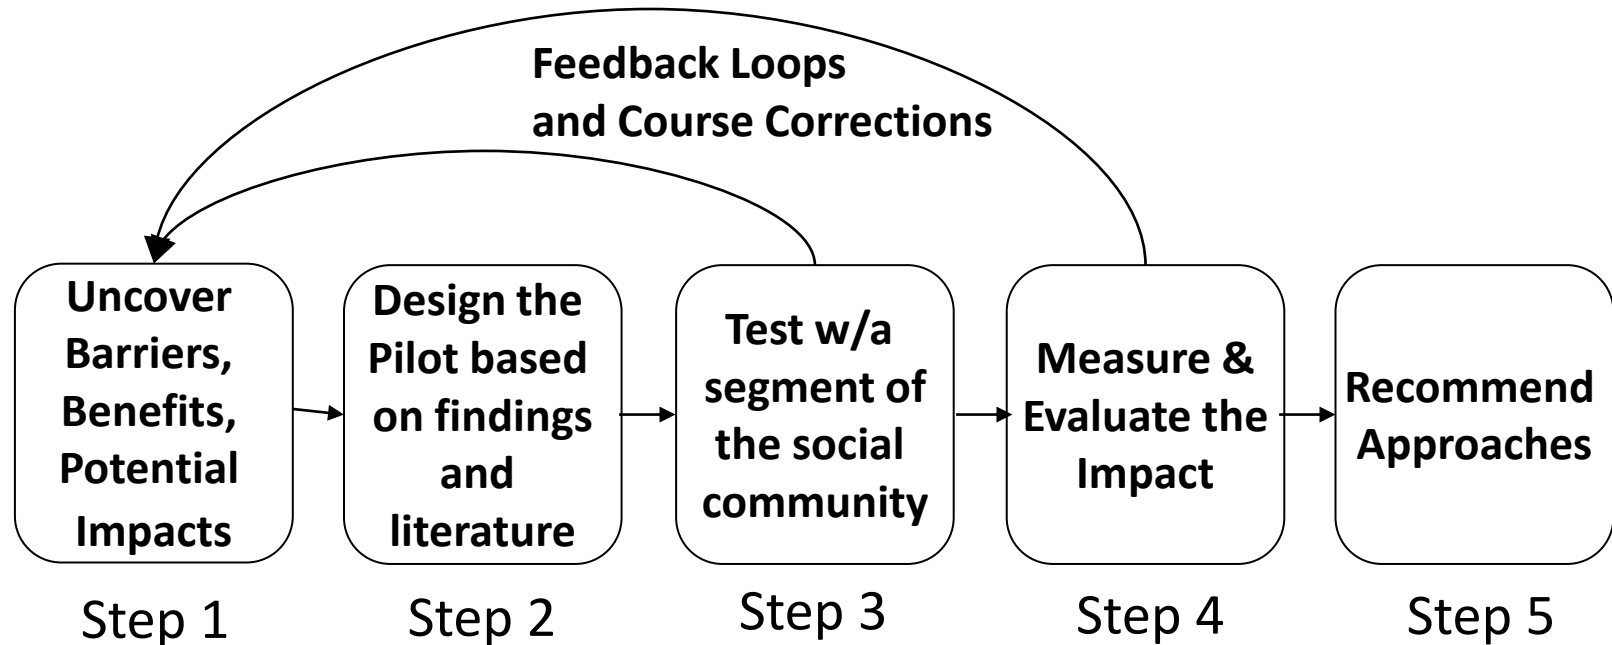 Feedback Loops
and Course Corrections
Uncover
Barriers,
Benefits,
Potential
Impacts
Design the
Pilot based
on findings
and
literature
Test w/a
segment of
the social
community
Measure &
Evaluate the
Impact
Recommend
Approaches
Step 1
Step 2
Step 3
Step 4
Step 5